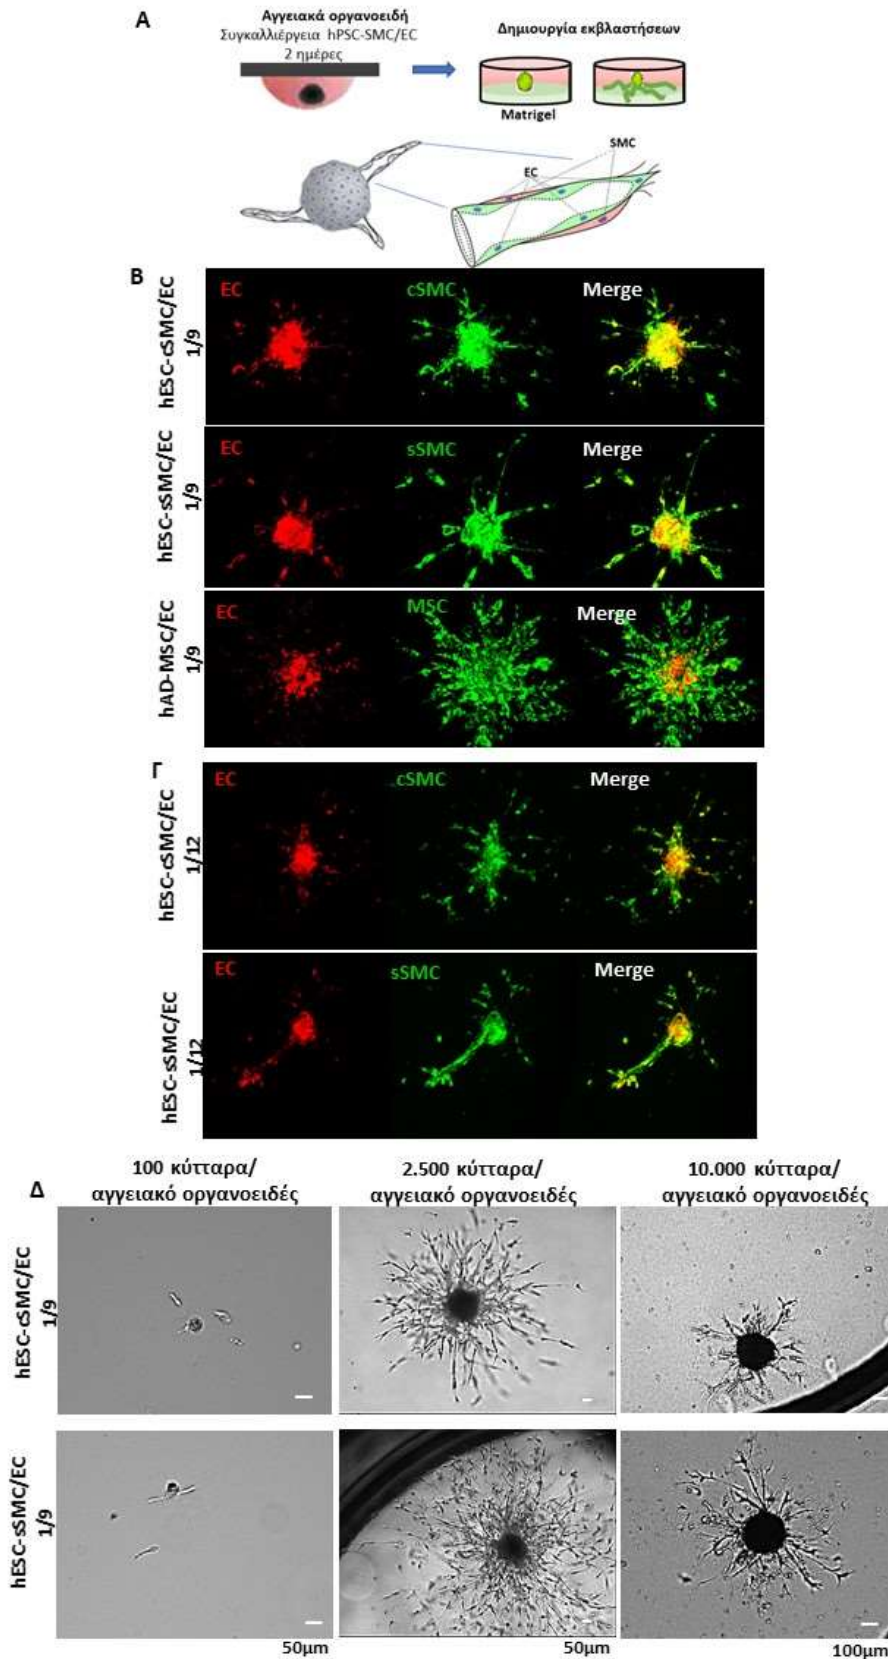 A
Αγγειακά οργανοειδή
Συγκαλλιέργεια hPSC-SMC/EC
2 ημέρες
Δημιουργία εκβλαστήσεων
Matrigel
SMC
EC
B
hESC-cSMC/EC
1/9
EC
cSMC
Merge
hESC-sSMC/EC
1/9
EC
sSMC
Merge
hAD-MSC/EC
1/9
EC
MSC
Merge
Γ
hESC-cSMC/EC
1/12
EC
cSMC
Merge
hESC-sSMC/EC
1/12
EC
sSMC
Merge
Δ
100 κύτταρα/
αγγειακό οργανοειδές
2.500 κύτταρα/
αγγειακό οργανοειδές
10.000 κύτταρα/
αγγειακό οργανοειδές
hESC-cSMC/EC
1/9
hESC-sSMC/EC
1/9
50μm
50μm
100μm